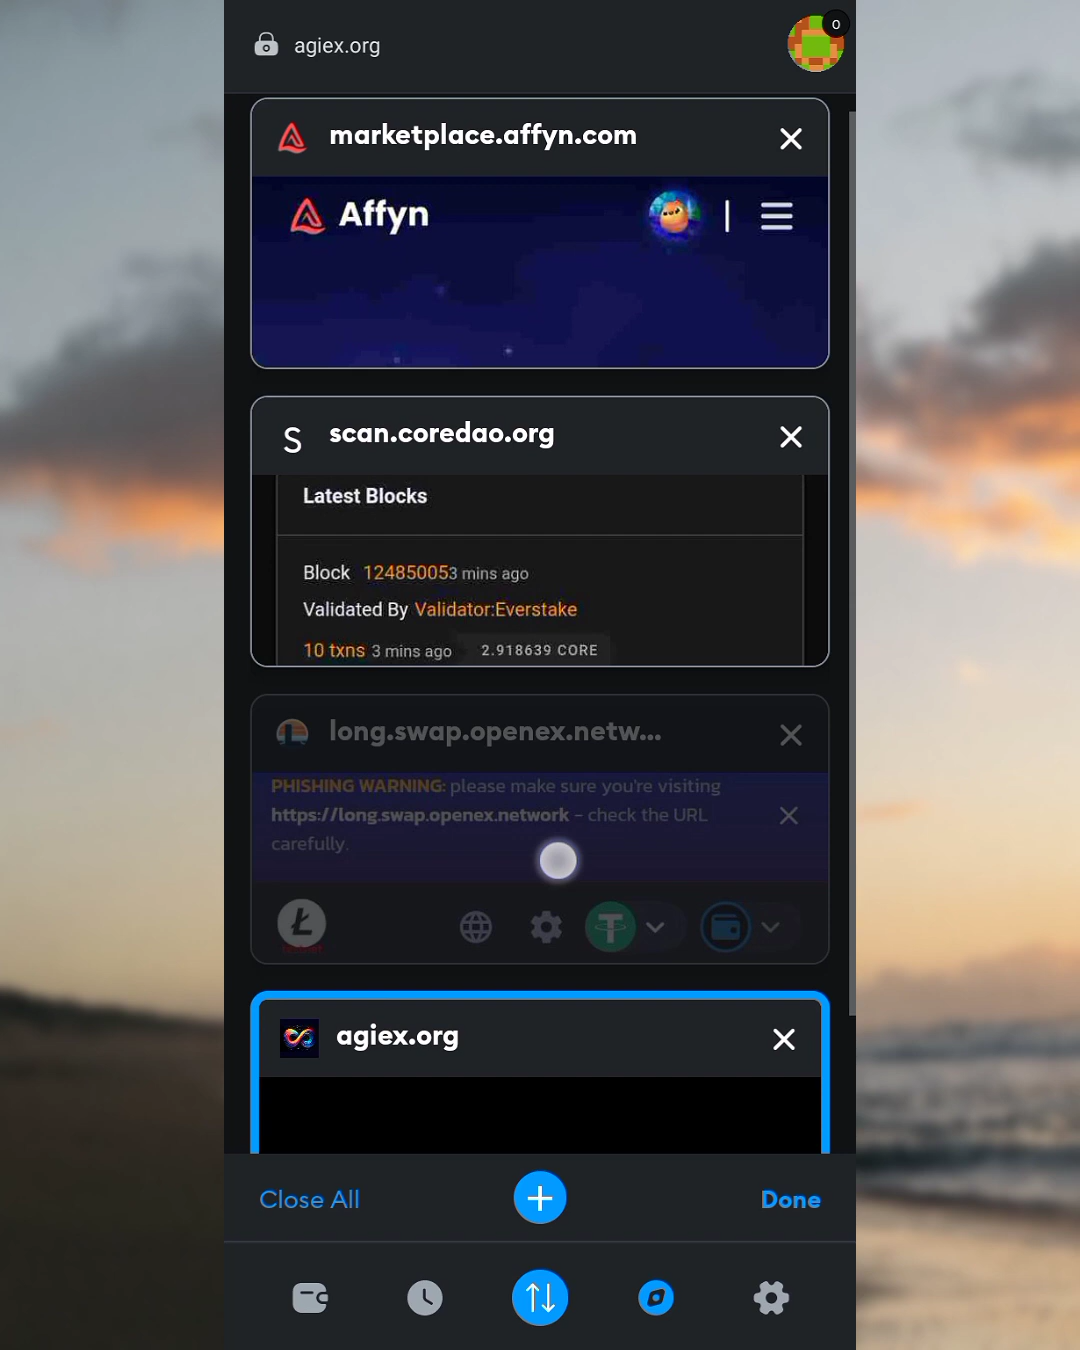 agiex.org
0
marketplace.affyn.com
Affyn
S scan.coredao.org
Latest Blocks
Block 12485005 3 mins ago
Validated By Validator:Everstake
10 txns 3 mins ago 2.918639 CORE
long.swap.openex.netw...
PHISHING WARNING: please make sure you're visiting
https://long.swap.openex.network - check the URL
carefully.
agiex.org
Close All
Done